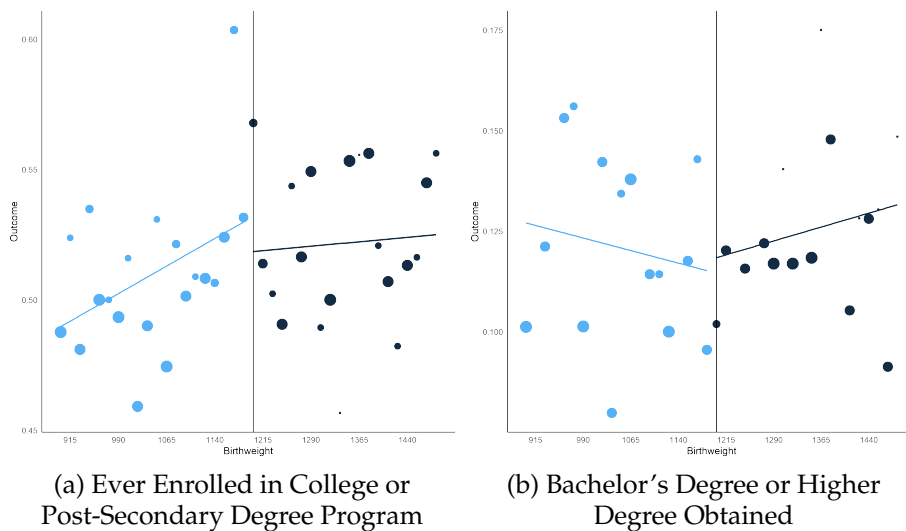 0.60
0.55
0.50
0.45
Outcome
915 990 1065 1140 1215 1290 1365 1440
Birthweight
(a) Ever Enrolled in College or
Post-Secondary Degree Program
0.175
0.150
0.125
0.100
Outcome
915 990 1065 1140 1215 1290 1365 1440
Birthweight
(b) Bachelor's Degree or Higher
Degree Obtained